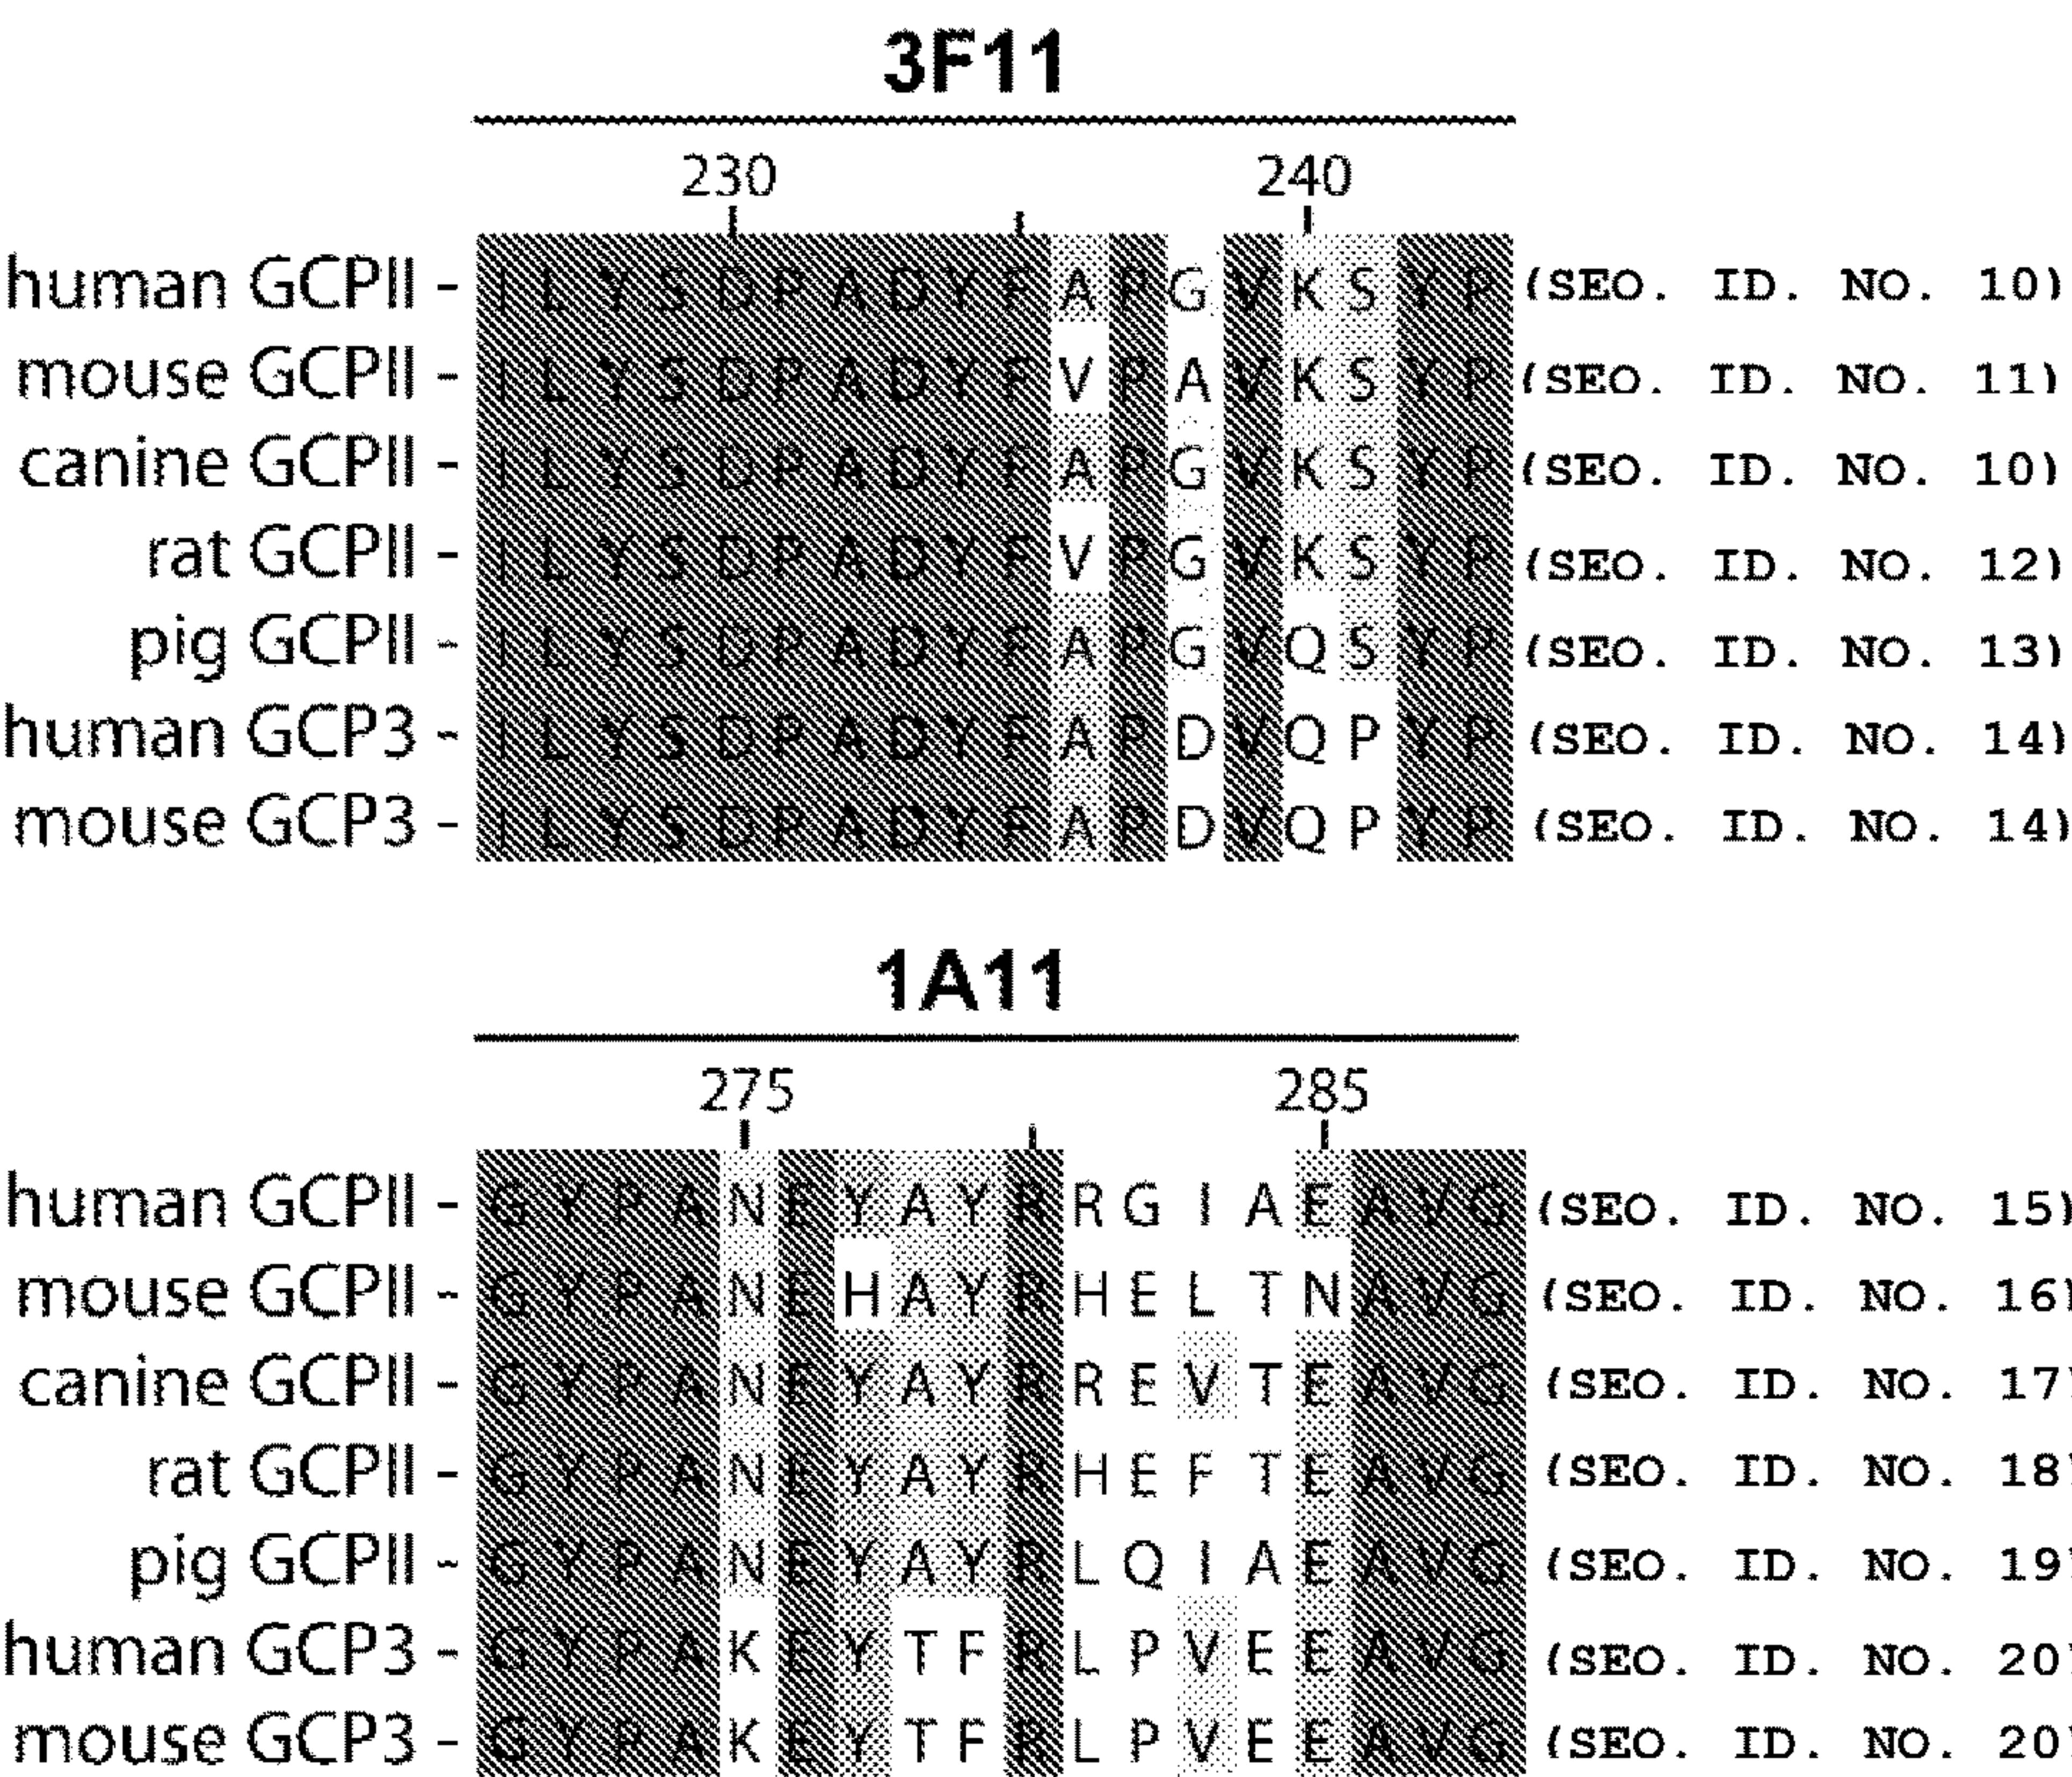 3F11
230 240
human GCPII - I L Y S D P A D Y F A P G V K S Y P (SEO. ID. NO. 10)
mouse GCPII - I L Y S D P A D Y F V P A V K S Y P (SEO. ID. NO. 11)
canine GCPII - I L Y S D P A D Y F A P G V K S Y P (SEO. ID. NO. 10)
rat GCPII - I L Y S D P A D Y F V P G V K S Y P (SEO. ID. NO. 12)
pig GCPII - I L Y S D P A D Y F A P G V Q S Y P (SEO. ID. NO. 13)
human GCP3 - I L Y S D P A D Y F A P D V Q P Y P (SEO. ID. NO. 14)
mouse GCP3 - I L Y S D P A D Y F A P D V Q P Y P (SEO. ID. NO. 14)
1A11
275 285
human GCPII - G Y P A N E Y A Y R R G I A E A V G (SEO. ID. NO. 15)
mouse GCPII - G Y P A N E H A Y R H E L T N A V G (SEO. ID. NO. 16)
canine GCPII - G Y P A N E Y A Y R R E V T E A V G (SEO. ID. NO. 17)
rat GCPII - G Y P A N E Y A Y R H E F T E A V G (SEO. ID. NO. 18)
pig GCPII - G Y P A N E Y A Y R L Q I A E A V G (SEO. ID. NO. 19)
human GCP3 - G Y P A K E Y T F R L P V E E A V G (SEO. ID. NO. 20)
mouse GCP3 - G Y P A K E Y T F R L P V E E A V G (SEO. ID. NO. 20)